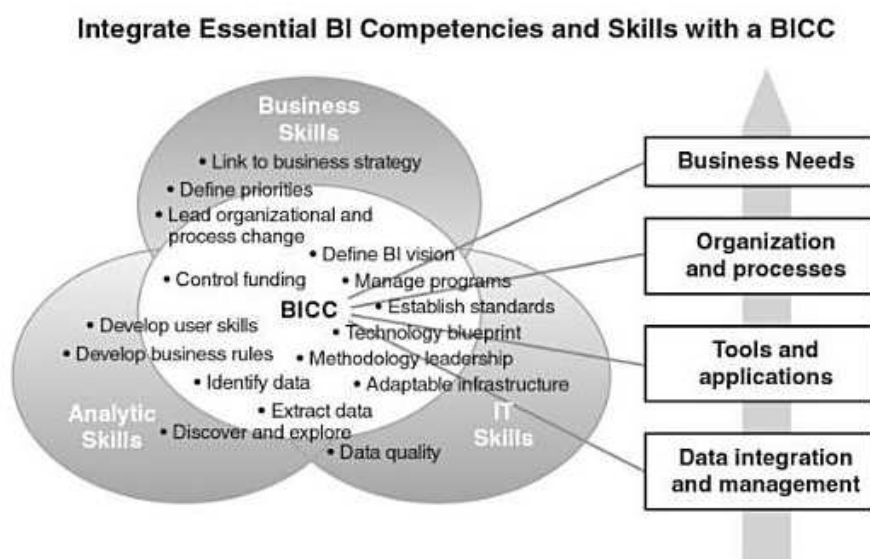 Integrate Essential BI Competencies and Skills with a BICC
Business
Skills
• Link to business strategy
• Define priorities
• Lead organizational and
process change
• Define BI vision
• Control funding
• Manage programs
BICC
• Establish standards
• Develop user skills
• Technology blueprint
• Develop business rules
• Methodology leadership
• Identify data
• Adaptable infrastructure
• Extract data
Analytic
Skills
IT
Skills
• Discover and explore
• Data quality
Business Needs
Organization
and processes
Tools and
applications
Data integration
and management